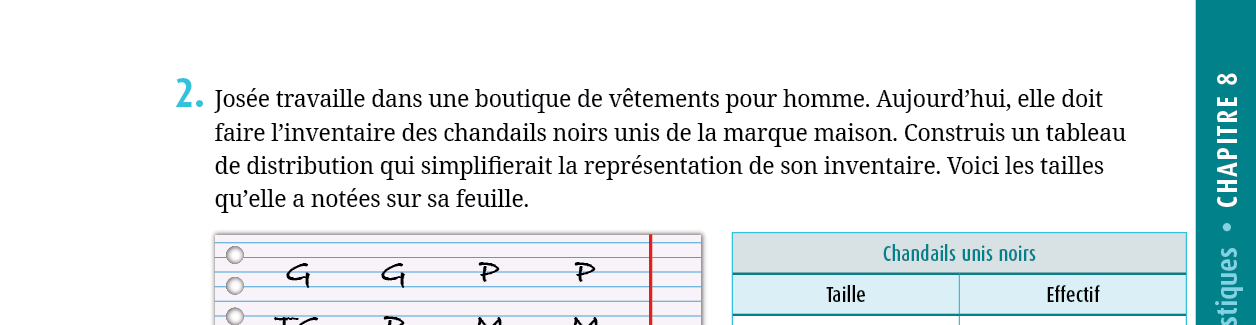 2. Josée travaille dans une boutique de vêtements pour homme. Aujourd’hui, elle doit
faire l’inventaire des chandails noirs unis de la marque maison. Construis un tableau
de distribution qui simplifierait la représentation de son inventaire. Voici les tailles
qu’elle a notées sur sa feuille.
G G P P
Chandails unis noirs
Taille Effectif
stiques • CHAPITRE 8